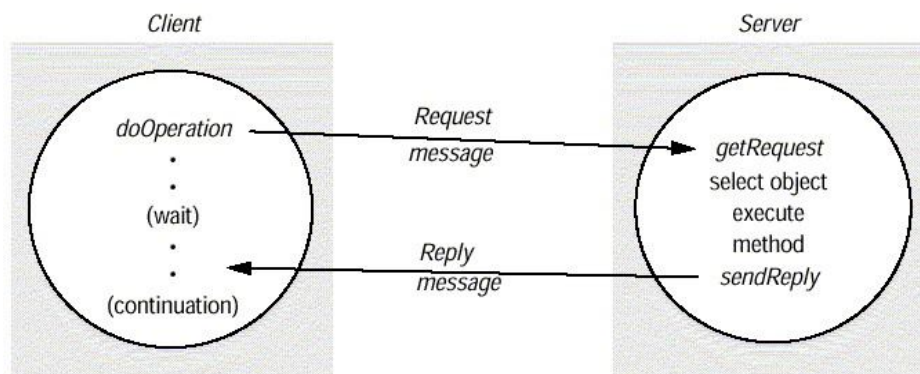 Client
Server
doOperation
.
.
(wait)
.
.
(continuation)
Request
message
Reply
message
getRequest
select object
execute
method
sendReply